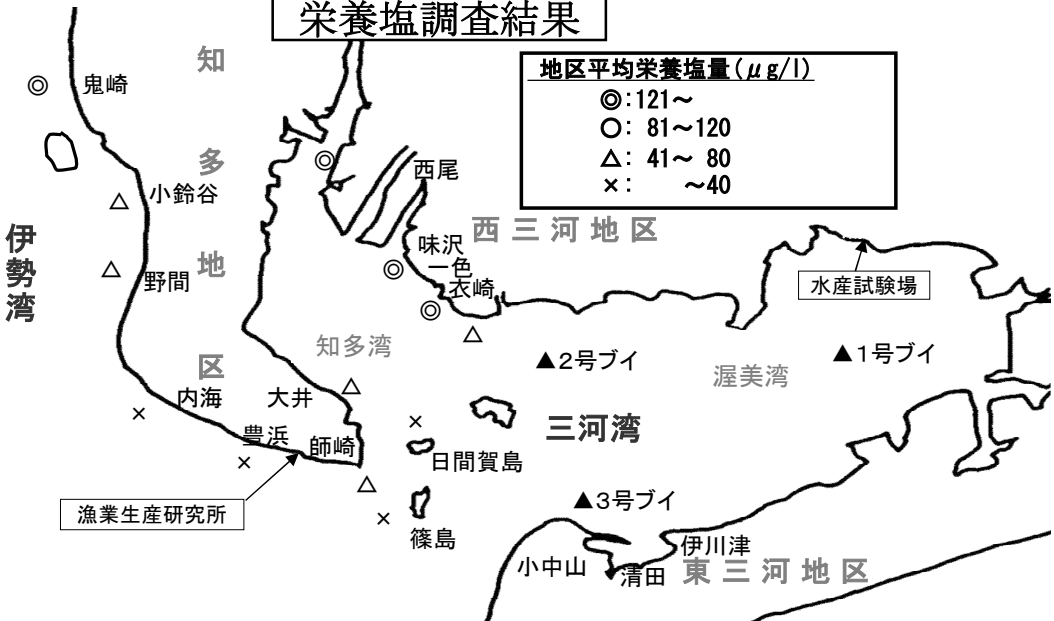 栄養塩調査結果
地区平均栄養塩量(μg/l)
◎:121~
○: 81~120
△: 41~ 80
×: ~40
知多地区
鬼崎
小鈴谷
野間
伊勢湾
内海
豊浜
大井
師崎
漁業生産研究所
知多湾
西尾
味沢
一色
衣崎
西三河地区
水産試験場
▲2号ブイ
▲1号ブイ
渥美湾
三河湾
日間賀島
篠島
▲3号ブイ
小中山
清田
伊川津
東三河地区